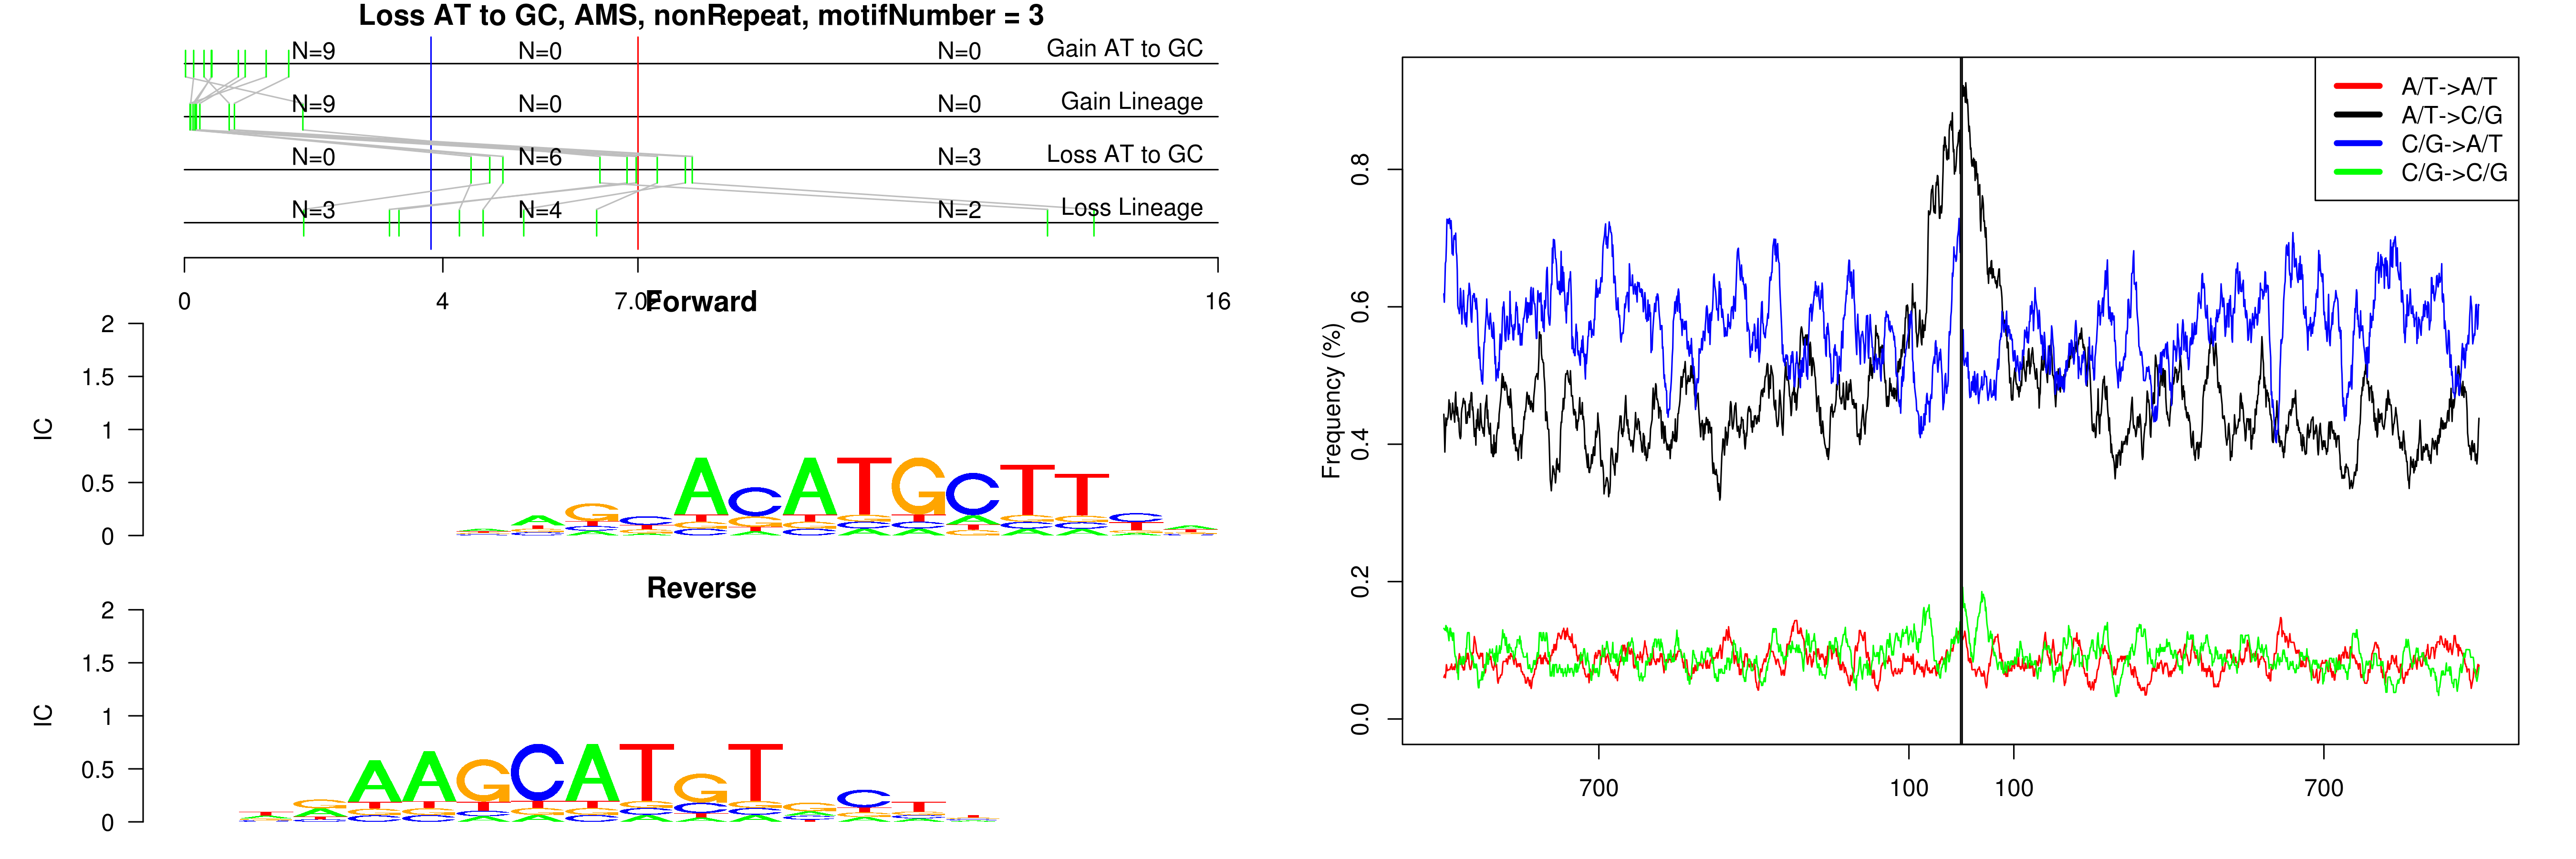 Loss AT to GC, AMS, nonRepeat, motifNumber = 3
N=9 N=0 N=0 Gain AT to GC
N=9 N=0 N=0 Gain Lineage
N=0 N=6 N=3 Loss AT to GC
N=3 N=4 N=2 Loss Lineage
0 4 7.02 16
Forward
IC
2
1.5
1
0.5
0
ACATGCTT
Reverse
IC
2
1.5
1
0.5
0
AAGCATGT
Frequency (%)
0.8
0.6
0.4
0.2
0.0
700 100 100 700
A/T->A/T
A/T->C/G
C/G->A/T
C/G->C/G